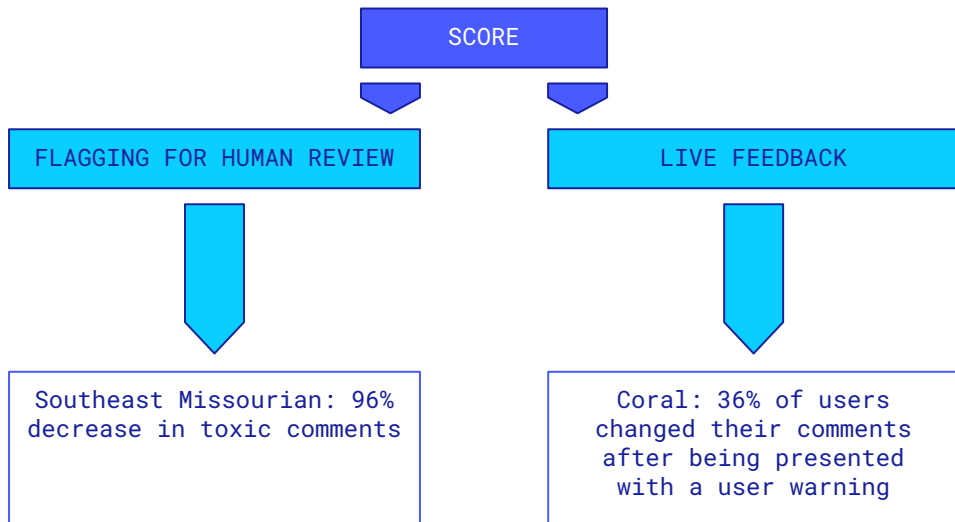 SCORE
FLAGGING FOR HUMAN REVIEW
LIVE FEEDBACK
Southeast Missourian: 96%
decrease in toxic comments
Coral: 36% of users
changed their comments
after being presented
with a user warning